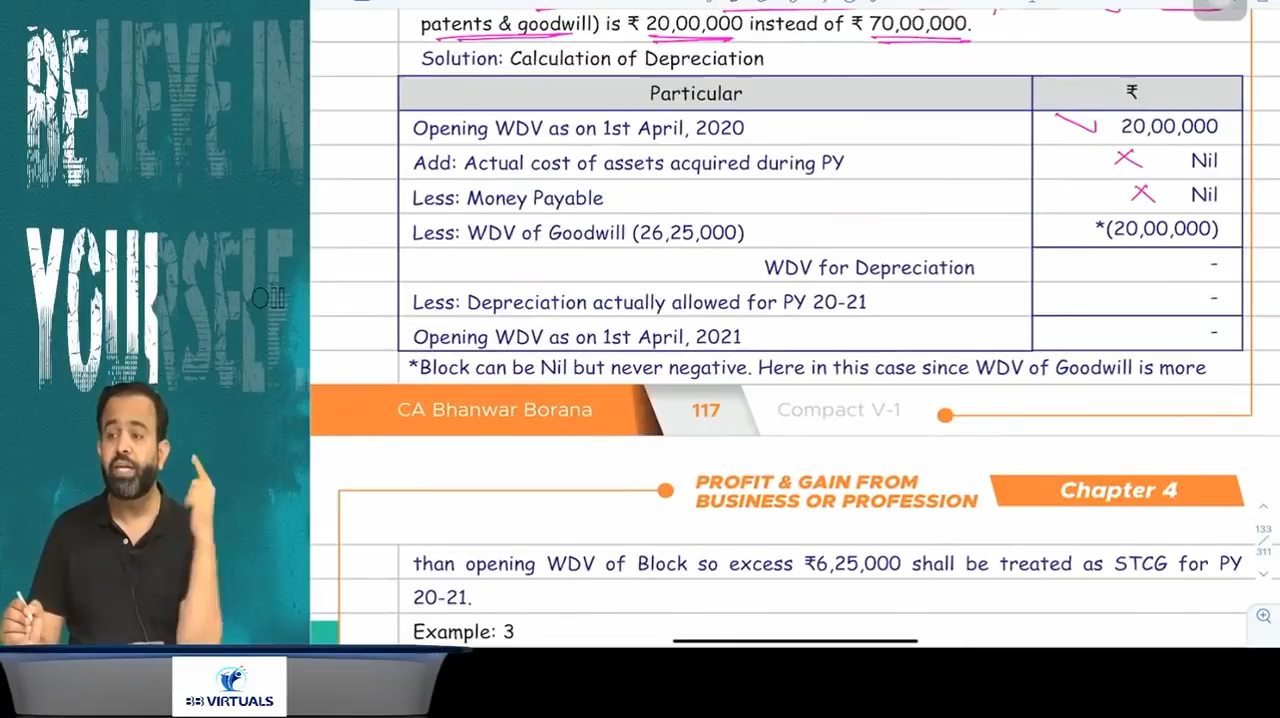 BELIEVE IN
YOURSELF
patents & goodwill) is ₹ 20,00,000 instead of ₹ 70,00,000.
Solution: Calculation of Depreciation
Particular ₹
Opening WDV as on 1st April, 2020 20,00,000
Add: Actual cost of assets acquired during PY Nil
Less: Money Payable Nil
Less: WDV of Goodwill (26,25,000) *(20,00,000)
WDV for Depreciation -
Less: Depreciation actually allowed for PY 20-21 -
Opening WDV as on 1st April, 2021 -
*Block can be Nil but never negative. Here in this case since WDV of Goodwill is more
CA Bhanwar Borana 117 Compact V-1
PROFIT & GAIN FROM
BUSINESS OR PROFESSION
Chapter 4
133
/
311
than opening WDV of Block so excess ₹6,25,000 shall be treated as STCG for PY
20-21.
Example: 3
BB VIRTUALS